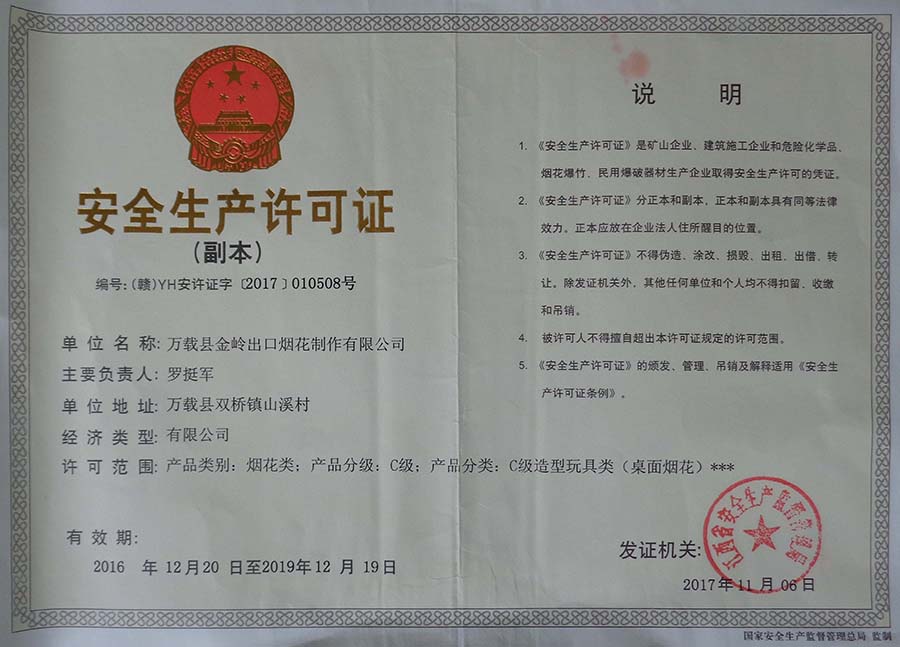 安全生产许可证
(副本)
编号:(赣)YH安许证字〔2017〕010508号
单位名称: 万载县金岭出口烟花制作有限公司
主要负责人: 罗挺军
单位地址: 万载县双桥镇山溪村
经济类型: 有限公司
许可范围: 产品类别：烟花类；产品分级：C级；产品分类：C级造型玩具类（桌面烟花）***
有效期:
2016 年12月20 日至2019年12 月 19日
说 明
1. 《安全生产许可证》是矿山企业、建筑施工企业和危险化学品、
烟花爆竹、民用爆破器材生产企业取得安全生产许可的凭证。
2. 《安全生产许可证》分正本和副本，正本和副本具有同等法律
效力。正本应放在企业法人住所醒目的位置。
3. 《安全生产许可证》不得伪造、涂改、损毁、出租、出借、转
让。除发证机关外，其他任何单位和个人均不得扣留、收缴
和吊销。
4. 被许可人不得擅自超出本许可证规定的许可范围。
5. 《安全生产许可证》的颁发、管理、吊销及解释适用《安全生
产许可证条例》。
发证机关:
江西省安全生产监督管理局
2017年11月 06日
国家安全生产监督管理总局 监制